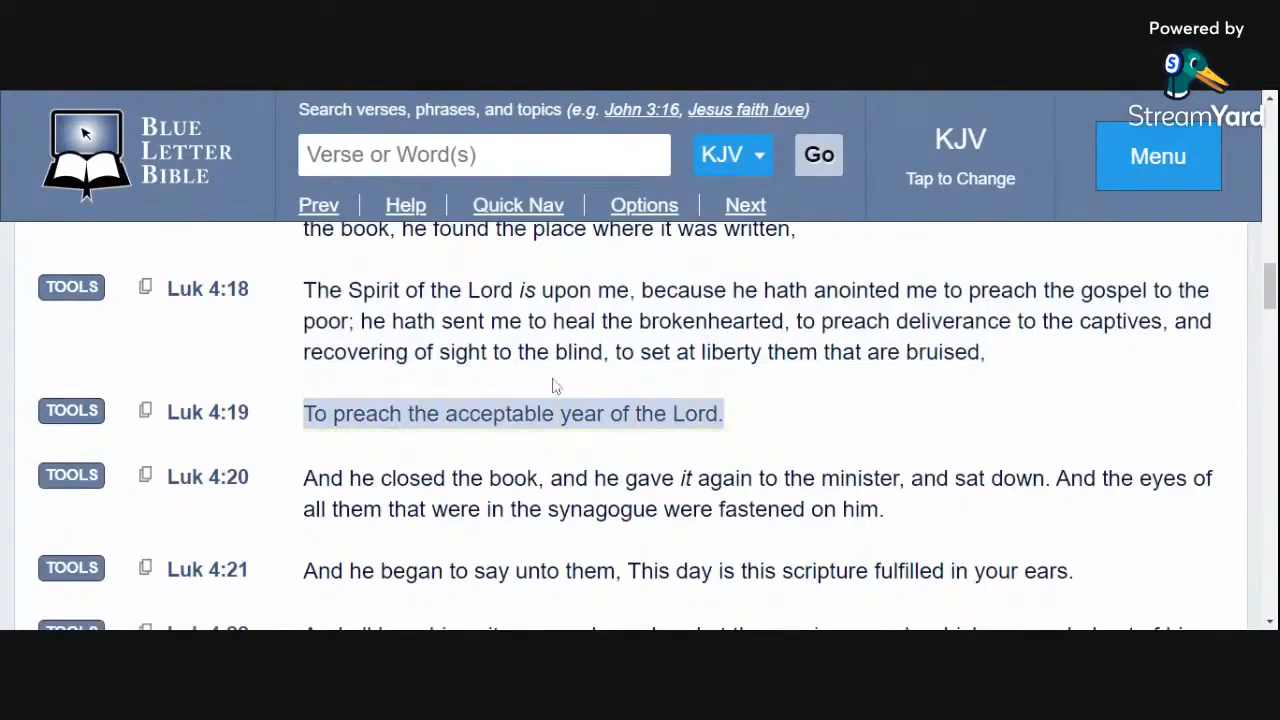 Powered by
StreamYard
Search verses, phrases, and topics (e.g. John 3:16, Jesus faith love)
BLUE
LETTER
BIBLE
Verse or Word(s)
KJV
Go
KJV
Tap to Change
Menu
Prev
Help
Quick Nav
Options
Next
the book, he found the place where it was written,
TOOLS Luk 4:18 The Spirit of the Lord is upon me, because he hath anointed me to preach the gospel to the
poor; he hath sent me to heal the brokenhearted, to preach deliverance to the captives, and
recovering of sight to the blind, to set at liberty them that are bruised,
TOOLS Luk 4:19 To preach the acceptable year of the Lord.
TOOLS Luk 4:20 And he closed the book, and he gave it again to the minister, and sat down. And the eyes of
all them that were in the synagogue were fastened on him.
TOOLS Luk 4:21 And he began to say unto them, This day is this scripture fulfilled in your ears.